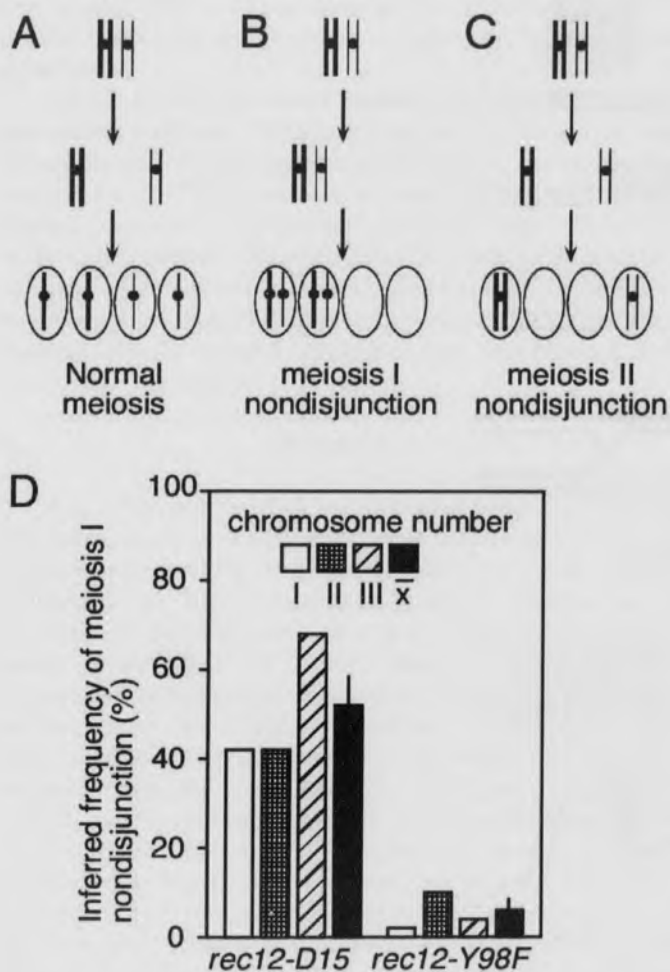 A B C
Normal
meiosis
meiosis I
nondisjunction
meiosis II
nondisjunction
D
Inferred frequency of meiosis I
nondisjunction (%)
100
80
60
40
20
0
chromosome number
I II III x̅
rec12-D15 rec12-Y98F